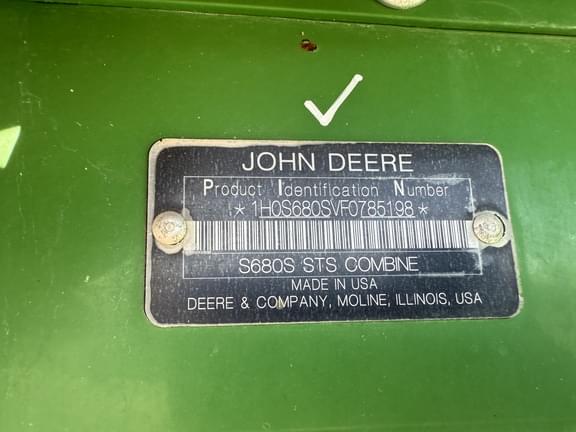 JOHN DEERE
Product Identification Number
*1H0S680SVF0785198*
S680S STS COMBINE
MADE IN USA
DEERE & COMPANY, MOLINE, ILLINOIS, USA